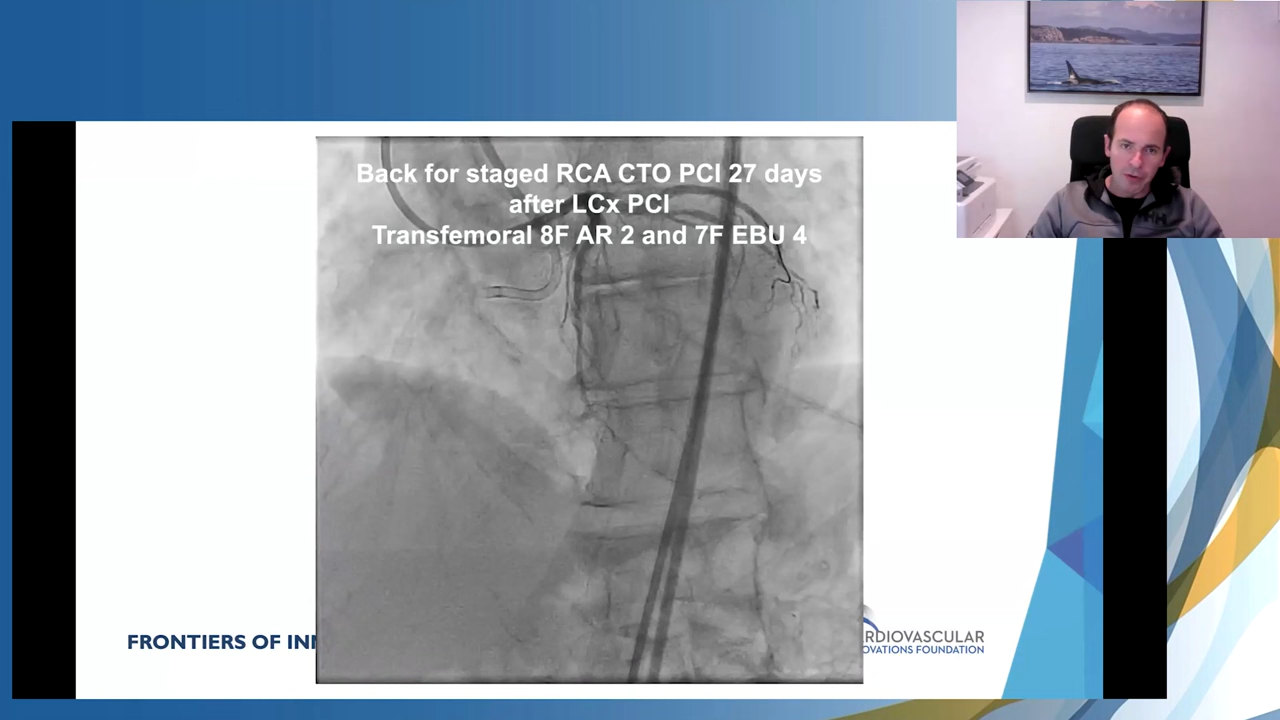 Back for staged RCA CTO PCI 27 days
after LCx PCI
Transfemoral 8F AR 2 and 7F EBU 4
FRONTIERS OF
RDIOVASCULAR
OVATIONS FOUNDATION
HH